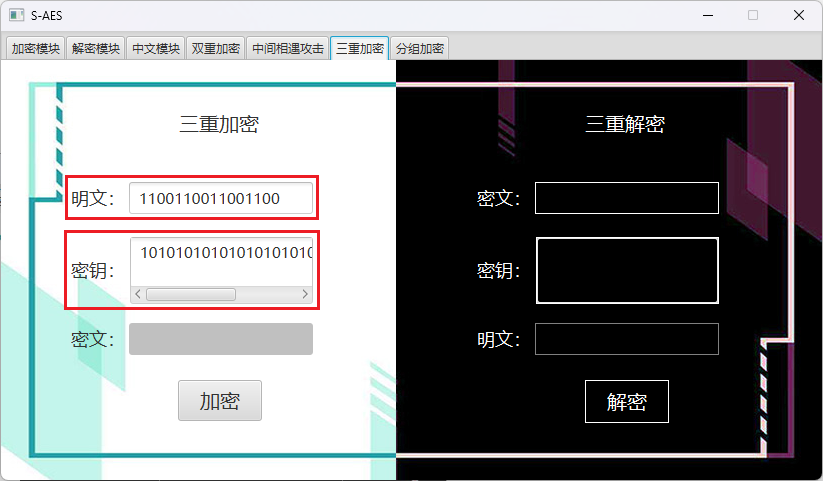 S-AES
加密模块 解密模块 中文模块 双重加密 中间相遇攻击 三重加密 分组加密
三重加密
明文： 1100110011001100
密钥： 1010101010101010101010
密文：
加密
三重解密
密文：
密钥：
明文：
解密